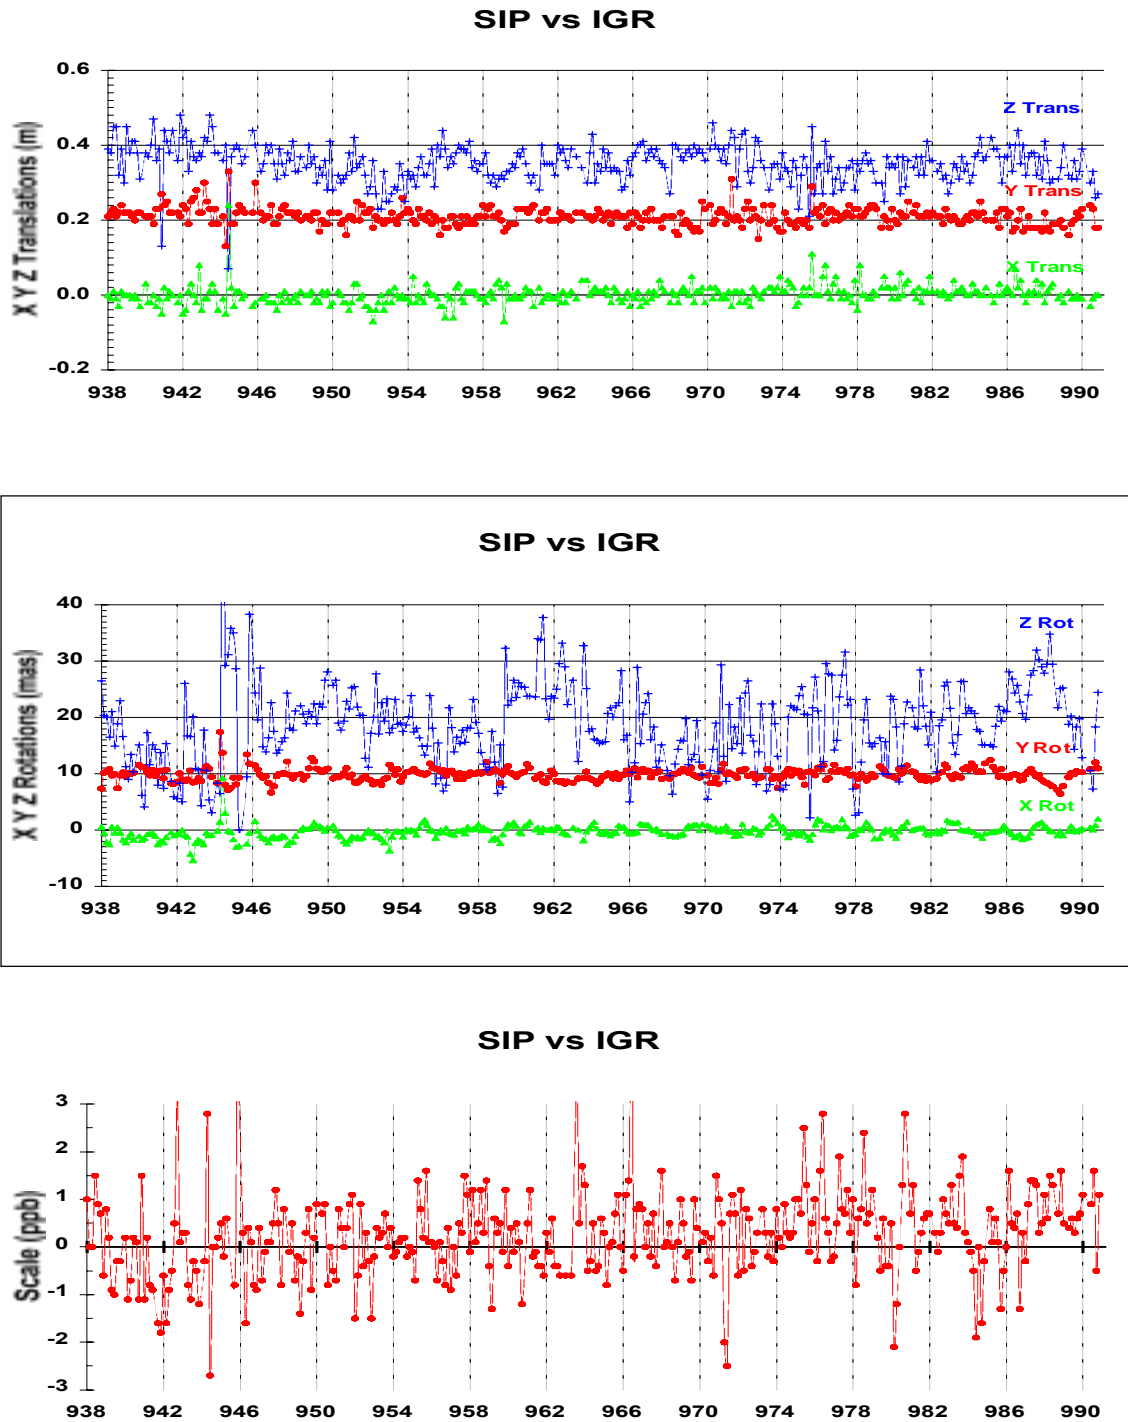 SIP vs IGR
X Y Z Translations (m)
0.6
0.4
0.2
0.0
-0.2
Z Trans
Y Trans
X Trans
938 942 946 950 954 958 962 966 970 974 978 982 986 990
SIP vs IGR
X Y Z Rotations (mas)
40
30
20
10
0
-10
Z Rot
Y Rot
X Rot
938 942 946 950 954 958 962 966 970 974 978 982 986 990
SIP vs IGR
Scale (ppb)
3
2
1
0
-1
-2
-3
938 942 946 950 954 958 962 966 970 974 978 982 986 990